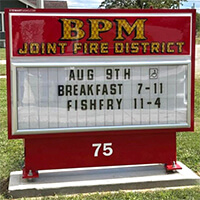 BPM
JOINT FIRE DISTRICT
AUG 9TH
BREAKFAST 7-11
FISHFRY 11-4
75